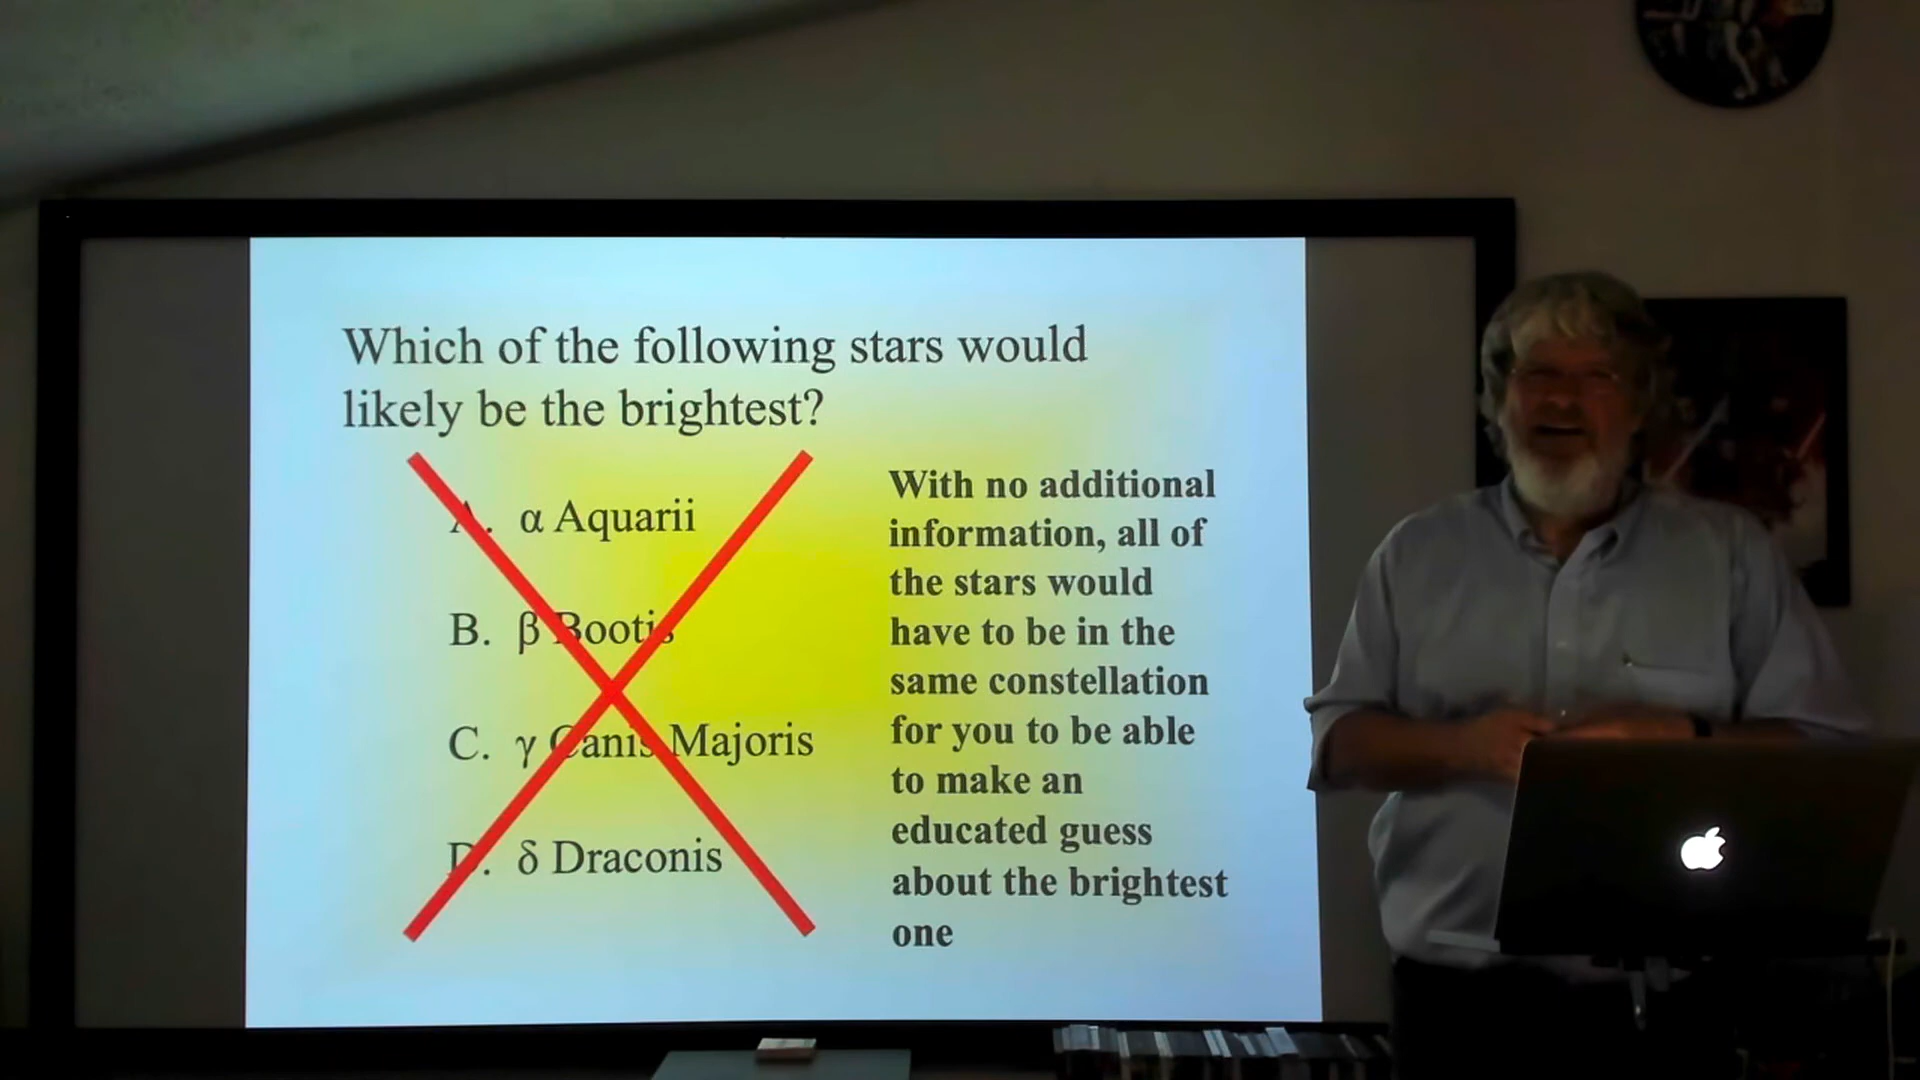 Which of the following stars would
likely be the brightest?
A. α Aquarii
B. β Bootis
C. γ Canis Majoris
D. δ Draconis
With no additional
information, all of
the stars would
have to be in the
same constellation
for you to be able
to make an
educated guess
about the brightest
one